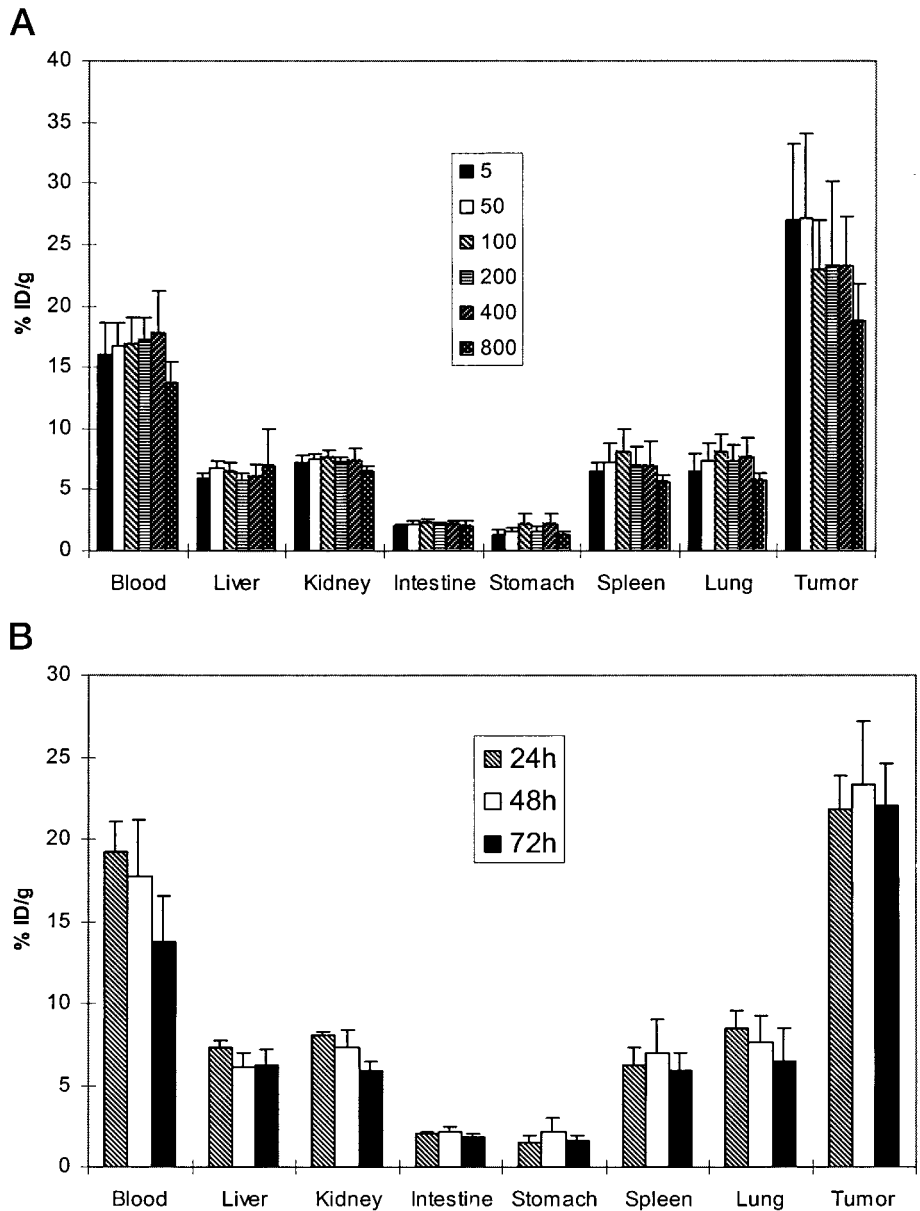 A
40
35
30
25
20
15
10
5
0
% ID/g
5
50
100
200
400
800
Blood Liver Kidney Intestine Stomach Spleen Lung Tumor
B
30
25
20
15
10
5
0
% ID/g
24h
48h
72h
Blood Liver Kidney Intestine Stomach Spleen Lung Tumor